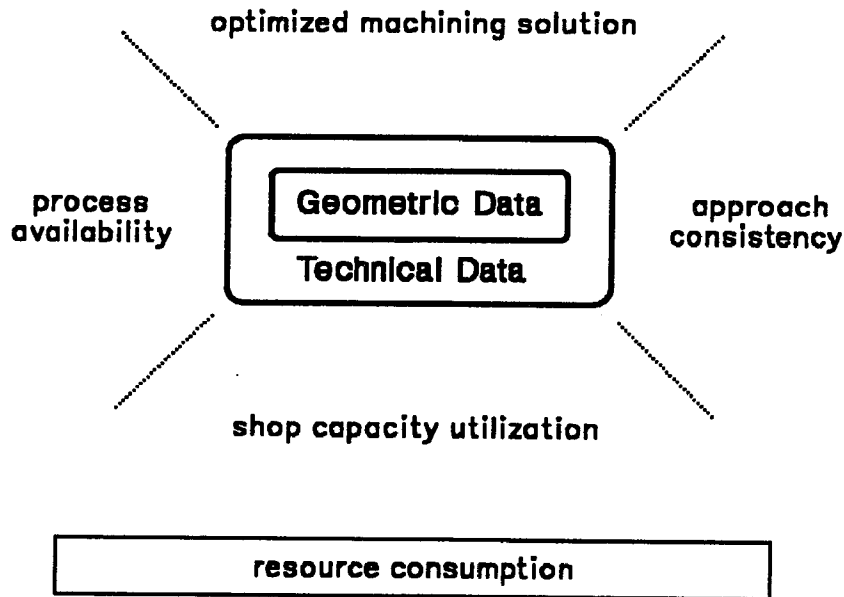 optimized machining solution
process
availability
Geometric Data
Technical Data
approach
consistency
shop capacity utilization
resource consumption